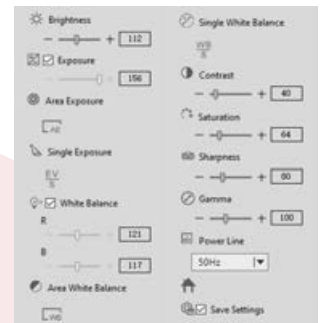 Brightness
- + 112
Exposure
156
Area Exposure
AE
Single Exposure
EV
S
White Balance
R
- + 121
B
- + 117
Area White Balance
WB
Single White Balance
WB
S
Contrast
- + 40
Saturation
- + 64
Sharpness
- + 80
Gamma
- + 100
Power Line
50Hz
Save Settings